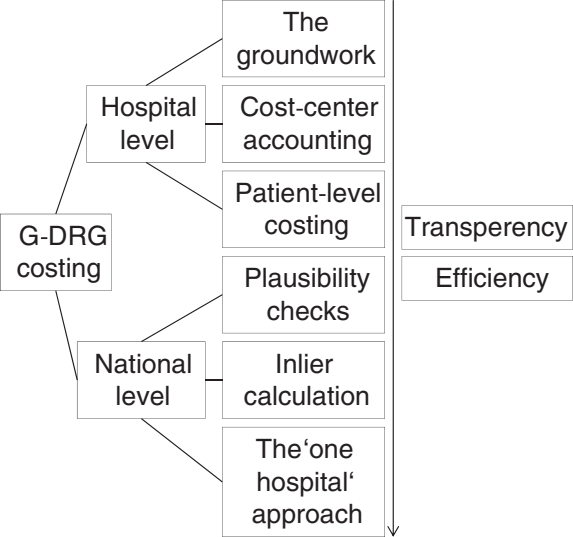 The
groundwork
Hospital
level
Cost-center
accounting
Patient-level
costing
G-DRG
costing
Transperency
Efficiency
Plausibility
checks
National
level
Inlier
calculation
The‘one
hospital‘
approach